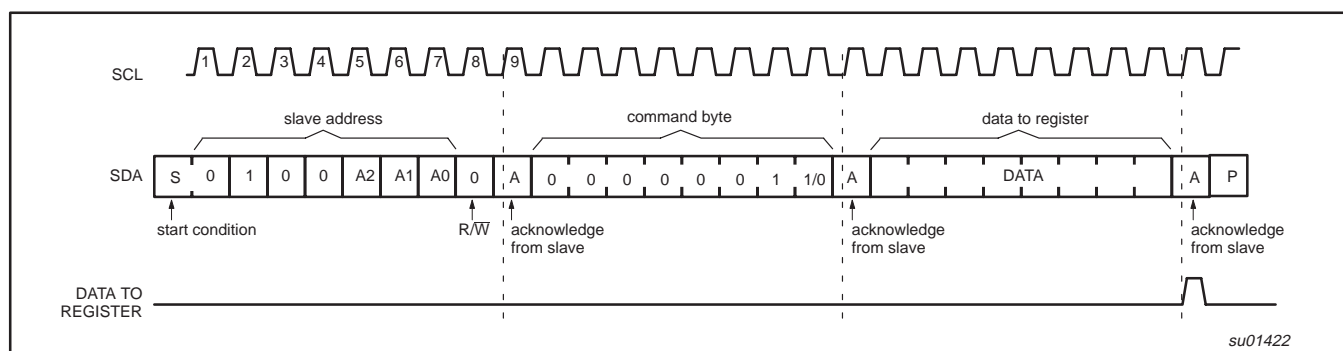 SCL 1 2 3 4 5 6 7 8 9
slave address command byte data to register
SDA S 0 1 0 0 A2 A1 A0 0 A 0 0 0 0 0 0 1 1/0 A DATA A P
start condition R/W̅ acknowledge from slave acknowledge from slave acknowledge from slave
DATA TO
REGISTER
su01422